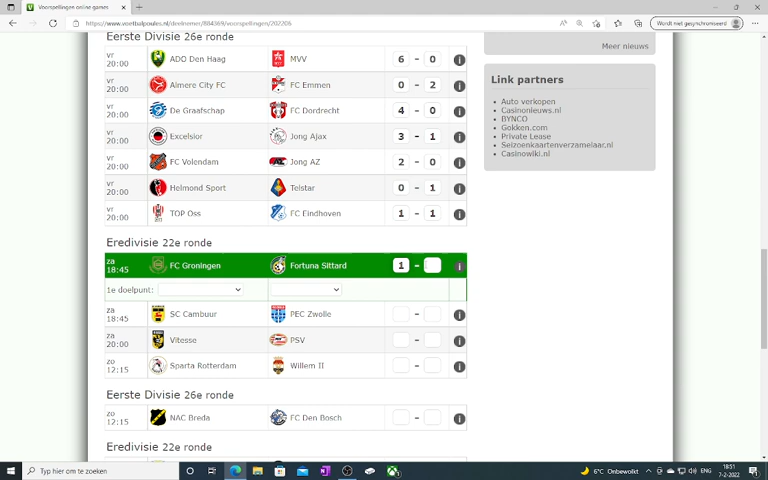 Voorspellingen online games
https://www.voetbalpoules.nl/deelnemer/884369/voorspellingen/202206
Wordt niet gesynchroniseerd
Eerste Divisie 26e ronde
vr 20:00 ADO Den Haag MVV 6 - 0
vr 20:00 Almere City FC FC Emmen 0 - 2
vr 20:00 De Graafschap FC Dordrecht 4 - 0
vr 20:00 Excelsior Jong Ajax 3 - 1
vr 20:00 FC Volendam Jong AZ 2 - 0
vr 20:00 Helmond Sport Telstar 0 - 1
vr 20:00 TOP Oss FC Eindhoven 1 - 1
Eredivisie 22e ronde
za 18:45 FC Groningen Fortuna Sittard 1 -
1e doelpunt:
za 18:45 SC Cambuur PEC Zwolle -
za 20:00 Vitesse PSV -
zo 12:15 Sparta Rotterdam Willem II -
Eerste Divisie 26e ronde
zo 12:15 NAC Breda FC Den Bosch -
Eredivisie 22e ronde
Meer nieuws
Link partners
Auto verkopen
Casinonieuws.nl
BYNCO
Gokken.com
Private Lease
Seizoenkaartenverzamelaar.nl
Casinowiki.nl
Typ hier om te zoeken
6°C Onbewolkt
ENG
18:51
7-2-2022